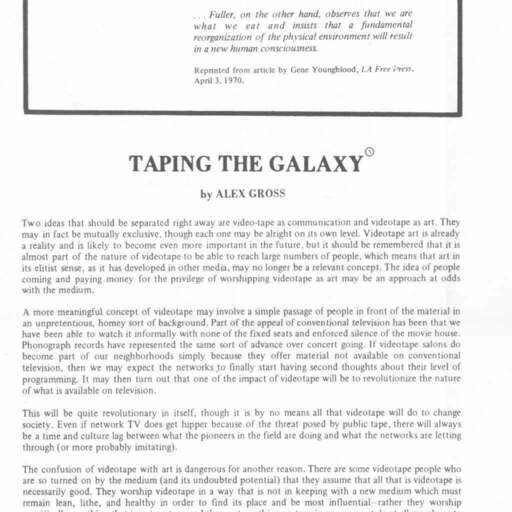 . . . Fuller, on the other hand, observes that we are
what we eat and insists that a fundamental
reorganization of the physical environment will result
in a new human consciousness.
Reprinted from article by Gene Youngblood, LA Free Press,
April 3, 1970.
TAPING THE GALAXY
by ALEX GROSS
Two ideas that should be separated right away are video-tape as communication and videotape as art. They
may in fact be mutually exclusive, though each one may be alright on its own level. Videotape art is already
a reality and is likely to become even more important in the future, but it should be remembered that it is
almost part of the nature of videotape to be able to reach large numbers of people, which means that art in
its elitist sense, as it has developed in other media, may no longer be a relevant concept. The idea of people
coming and paying money for the privilege of worshipping videotape as art may be an approach at odds
with the medium.
A more meaningful concept of videotape may involve a simple passage of people in front of the material in
an unpretentious, homey sort of background. Part of the appeal of conventional television has been that we
have been able to watch it informally with none of the fixed seats and enforced silence of the movie house.
Phonograph records have represented the same sort of advance over concert going. If videotape salons do
become part of our neighborhoods simply because they offer material not available on conventional
television, then we may expect the networks to finally start having second thoughts about their level of
programming. It may then turn out that one of the impact of videotape will be to revolutionize the nature
of what is available on television.
This will be quite revolutionary in itself, though it is by no means all that videotape will do to change
society. Even if network TV does get hipper because of the threat posed by public tape, there will always
be a time and culture lag between what the pioneers in the field are doing and what the networks are letting
through (or more probably imitating).
The confusion of videotape with art is dangerous for another reason. There are some videotape people who
are so turned on by the medium (and its undoubted potential) that they assume that all that is videotape is
necessarily good. They worship videotape in a way that is not in keeping with a new medium which must
remain lean, lithe, and healthy in order to find its place and be most influential--rather they worship